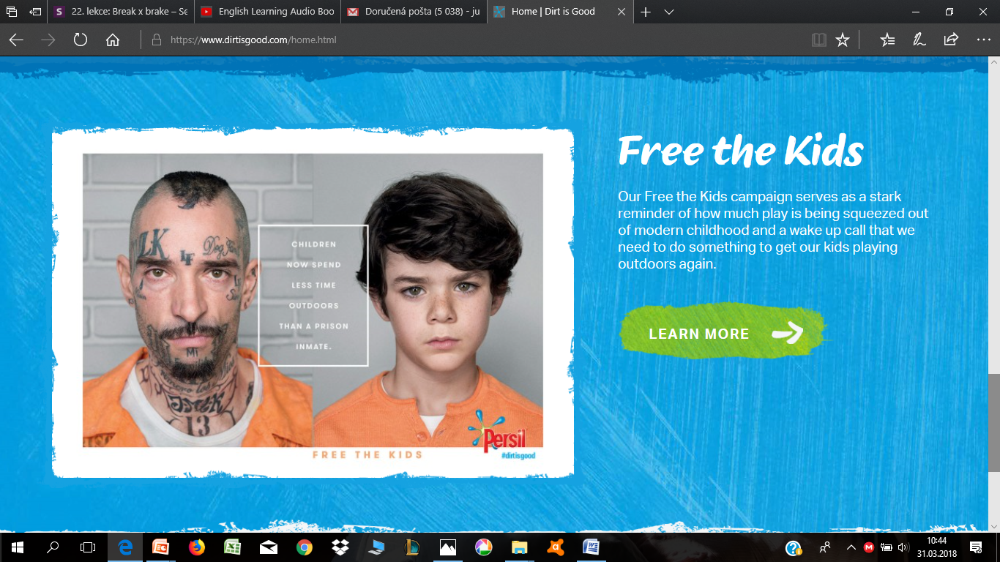 22. lekce: Break x brake – Se
English Learning Audio Boo
Doručená pošta (5 038) - ju
Home | Dirt is Good
https://www.dirtisgood.com/home.html
CHILDREN
NOW SPEND
LESS TIME
OUTDOORS
THAN A PRISON
INMATE.
LK
LF
MI
13
Persil
#dirtisgood
FREE THE KIDS
Free the Kids
Our Free the Kids campaign serves as a stark
reminder of how much play is being squeezed out
of modern childhood and a wake up call that we
need to do something to get our kids playing
outdoors again.
LEARN MORE
10:44
31.03.2018